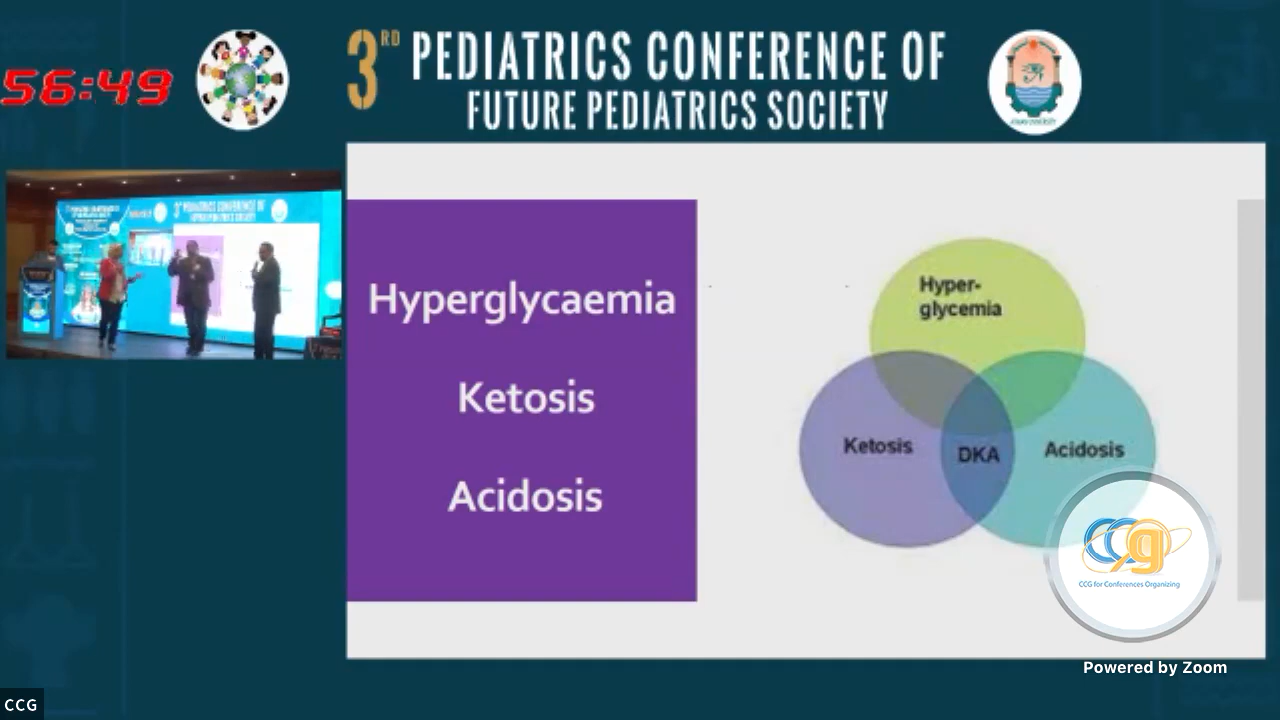 56:49
3RD PEDIATRICS CONFERENCE OF
FUTURE PEDIATRICS SOCIETY
Hyperglycaemia
Ketosis
Acidosis
Hyper-
glycemia
Ketosis
DKA
Acidosis
CCg
CCG for Conferences Organizing
Powered by Zoom
CCG